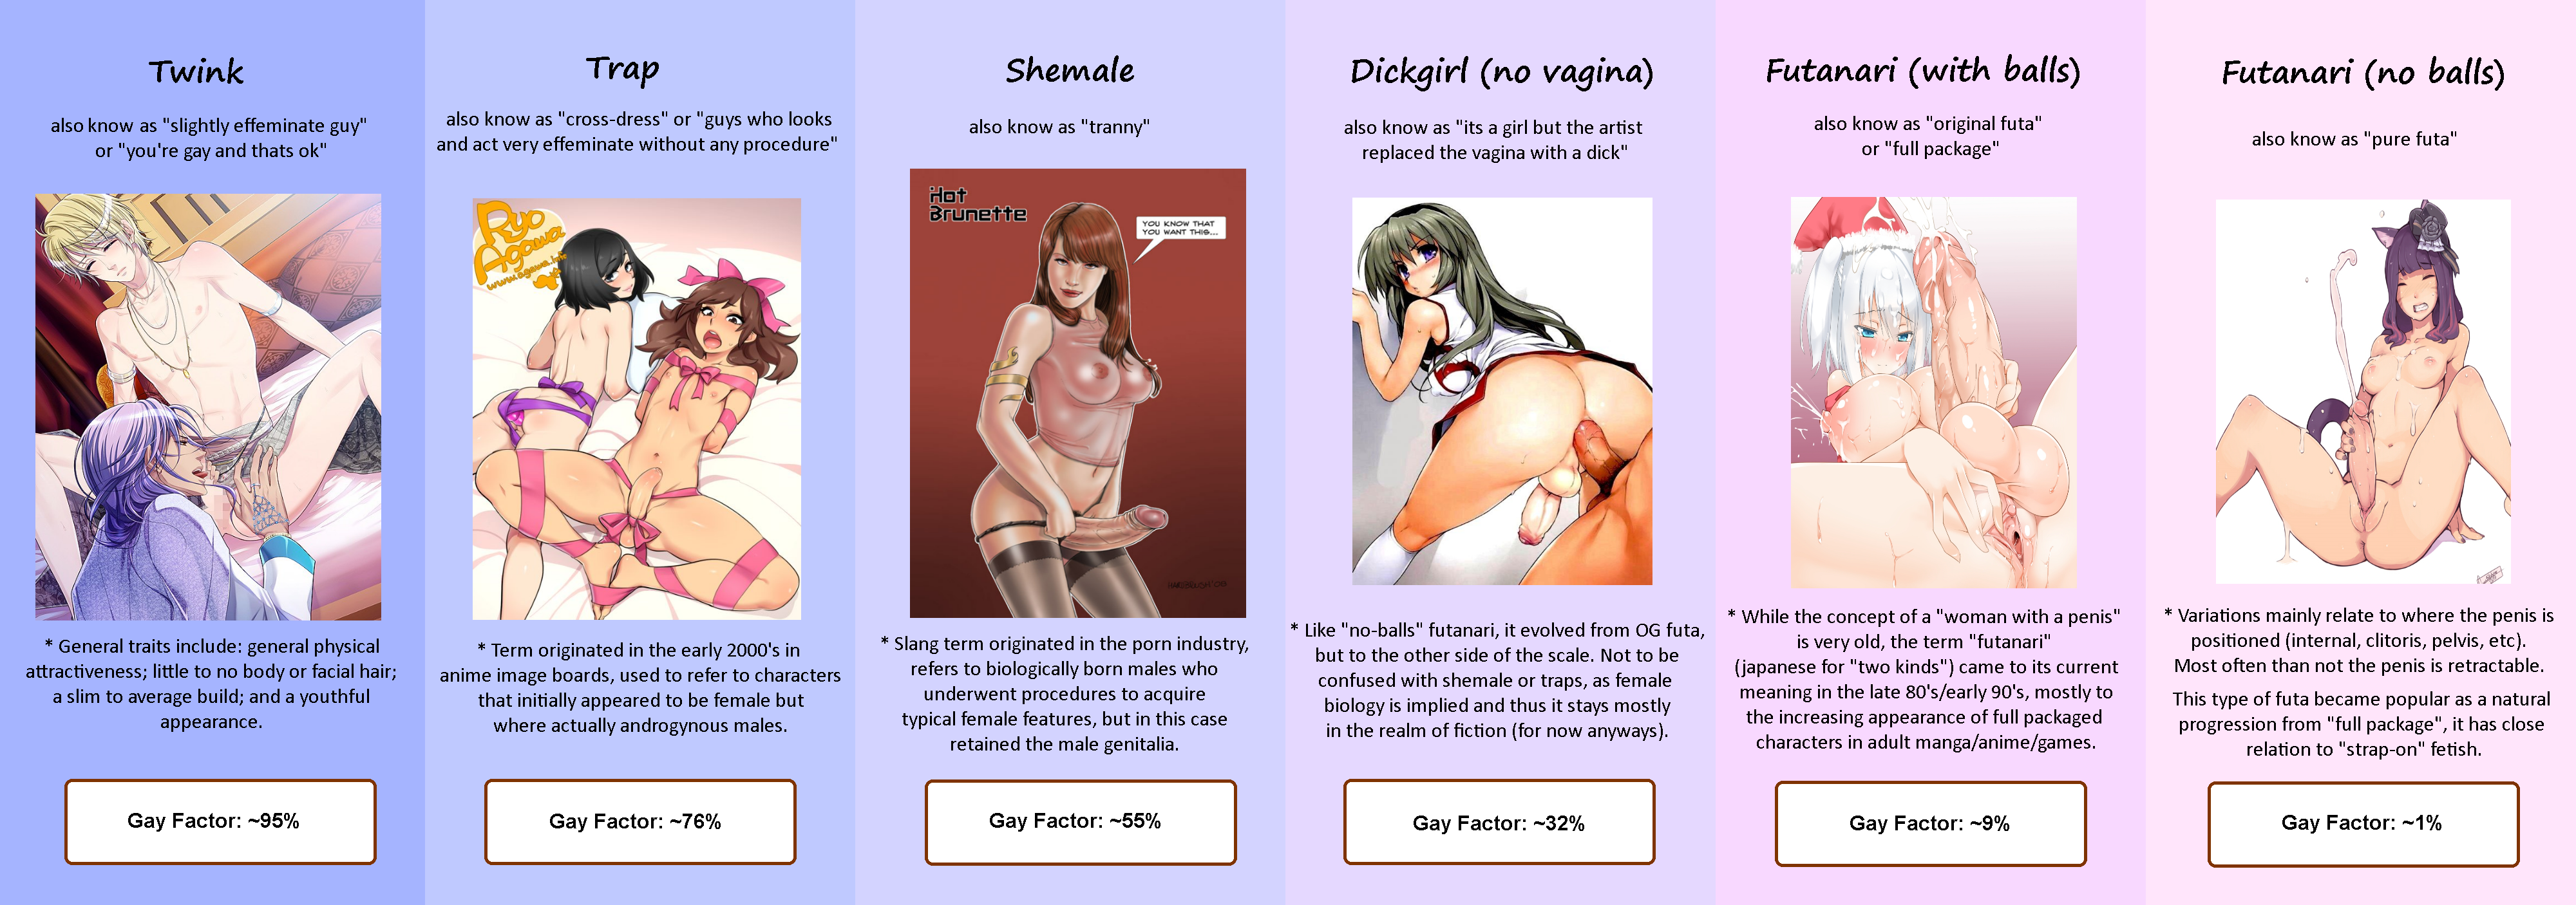 Twink
also know as "slightly effeminate guy"
or "you're gay and thats ok"
* General traits include: general physical
attractiveness; little to no body or facial hair;
a slim to average build; and a youthful
appearance.
Gay Factor: ~95%
Trap
also know as "cross-dress" or "guys who looks
and act very effeminate without any procedure"
Ryo
Agawa
www.agawa.ink
* Term originated in the early 2000's in
anime image boards, used to refer to characters
that initially appeared to be female but
where actually androgynous males.
Gay Factor: ~76%
Shemale
also know as "tranny"
Hot
Brunette
YOU KNOW THAT
YOU WANT THIS...
* Slang term originated in the porn industry,
refers to biologically born males who
underwent procedures to acquire
typical female features, but in this case
retained the male genitalia.
Gay Factor: ~55%
Dickgirl (no vagina)
also know as "its a girl but the artist
replaced the vagina with a dick"
* Like "no-balls" futanari, it evolved from OG futa,
but to the other side of the scale. Not to be
confused with shemale or traps, as female
biology is implied and thus it stays mostly
in the realm of fiction (for now anyways).
Gay Factor: ~32%
Futanari (with balls)
also know as "original futa"
or "full package"
* While the concept of a "woman with a penis"
is very old, the term "futanari"
(japanese for "two kinds") came to its current
meaning in the late 80's/early 90's, mostly to
the increasing appearance of full packaged
characters in adult manga/anime/games.
Gay Factor: ~9%
Futanari (no balls)
also know as "pure futa"
* Variations mainly relate to where the penis is
positioned (internal, clitoris, pelvis, etc).
Most often than not the penis is retractable.
This type of futa became popular as a natural
progression from "full package", it has close
relation to "strap-on" fetish.
Gay Factor: ~1%